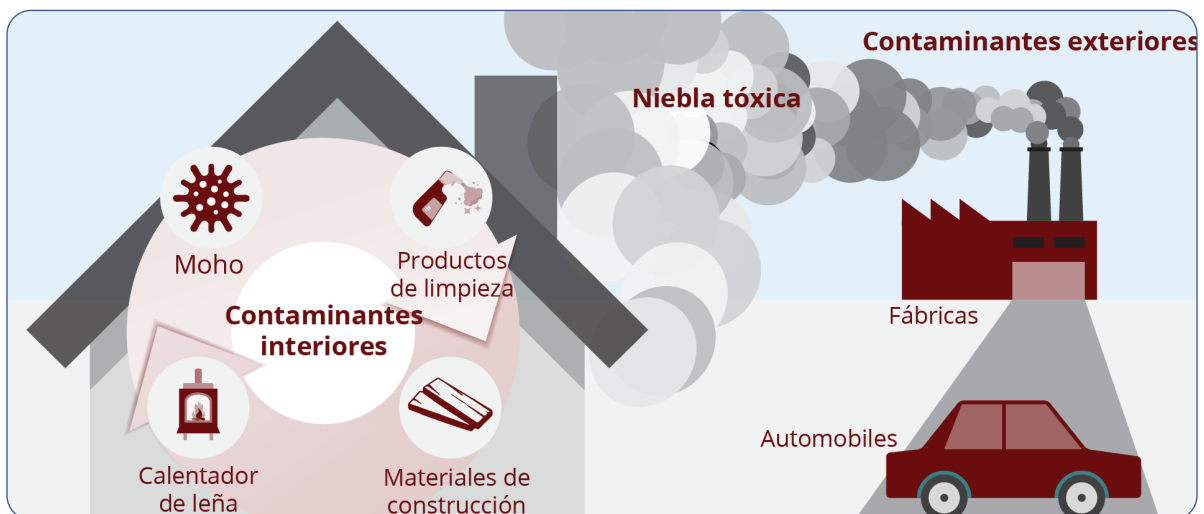 Contaminantes exteriores
Niebla tóxica
Moho
Productos
de limpieza
Contaminantes
interiores
Calentador
de leña
Materiales de
construcción
Fábricas
Automobiles